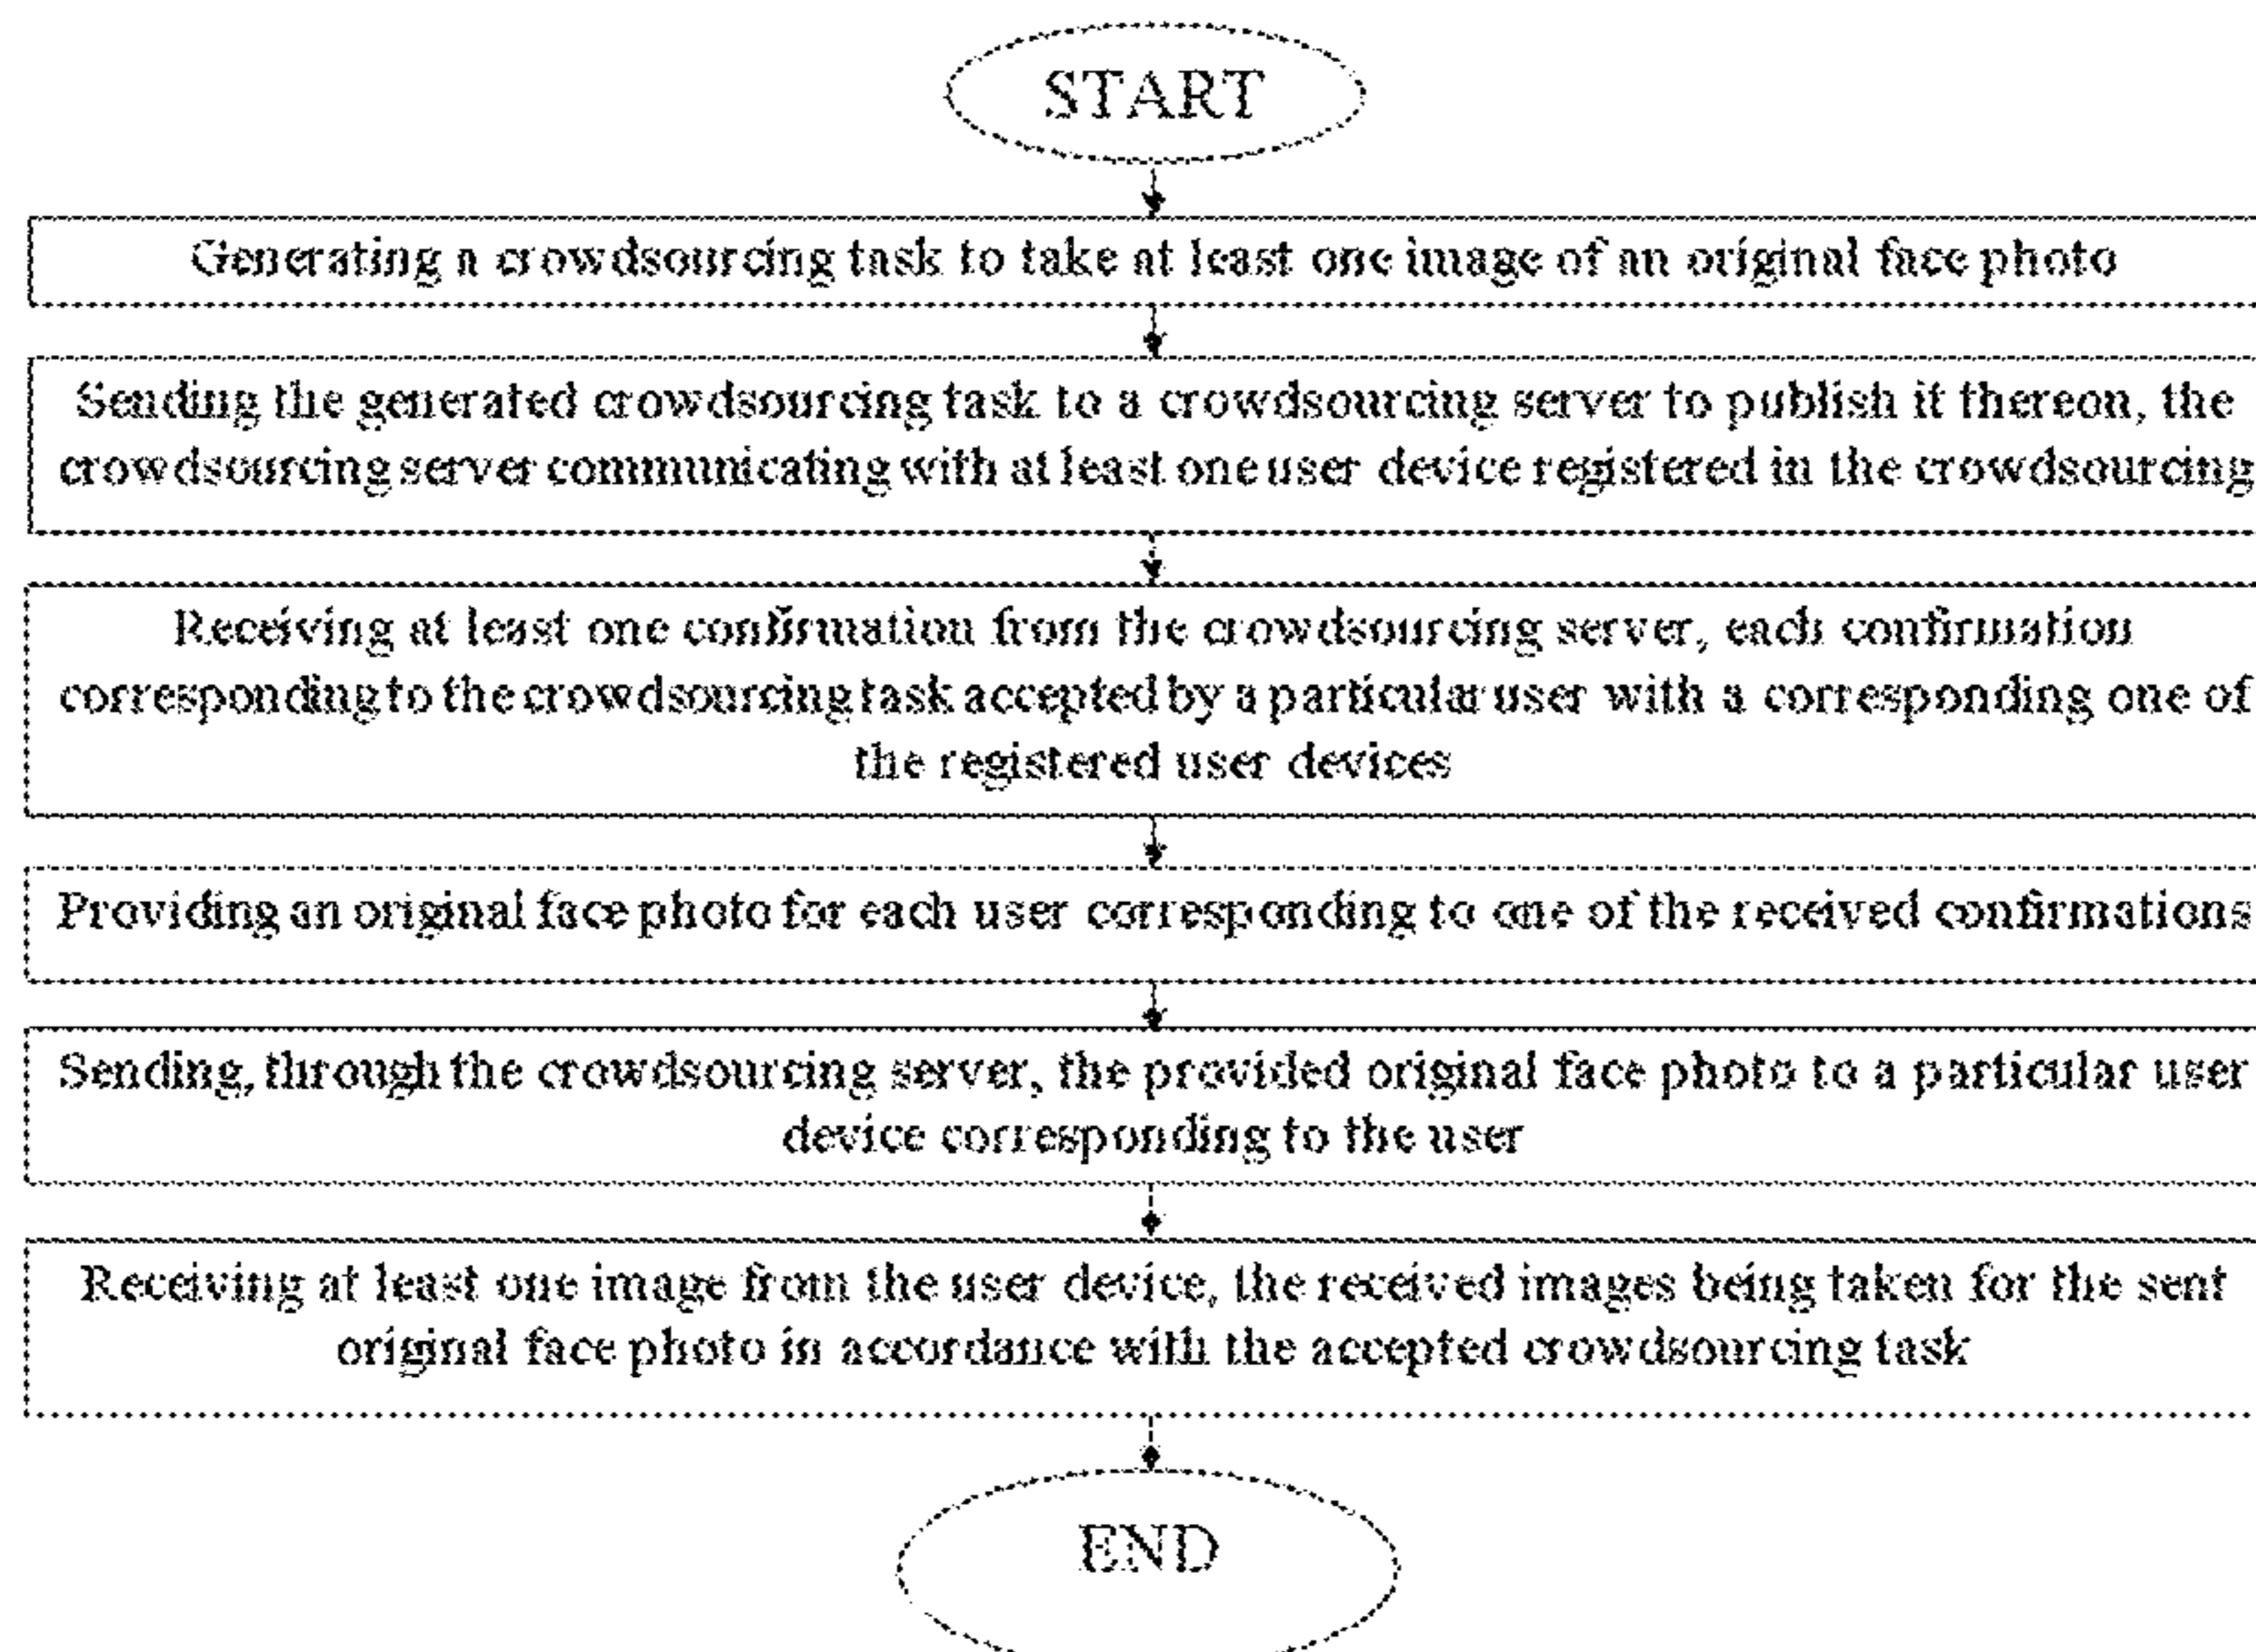 START
Generating a crowdsourcing task to take at least one image of an original face photo
Sending the generated crowdsourcing task to a crowdsourcing server to publish it thereon, the
crowdsourcing server communicating with at least one user device registered in the crowdsourcing
Receiving at least one confirmation from the crowdsourcing server, each confirmation
corresponding to the crowdsourcing task accepted by a particular user with a corresponding one of
the registered user devices
Providing an original face photo for each user corresponding to one of the received confirmations
Sending, through the crowdsourcing server, the provided original face photo to a particular user
device corresponding to the user
Receiving at least one image from the user device, the received images being taken for the sent
original face photo in accordance with the accepted crowdsourcing task
END